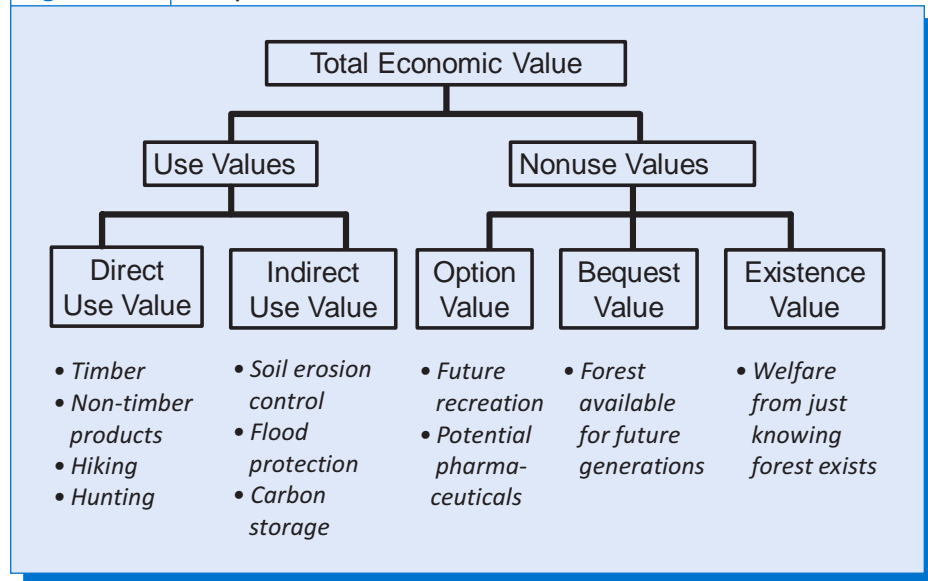 Total Economic Value
Use Values
Nonuse Values
Direct
Use Value
Indirect
Use Value
Option
Value
Bequest
Value
Existence
Value
• Timber
• Non-timber
products
• Hiking
• Hunting
• Soil erosion
control
• Flood
protection
• Carbon
storage
• Future
recreation
• Potential
pharma-
ceuticals
• Forest
available
for future
generations
• Welfare
from just
knowing
forest exists